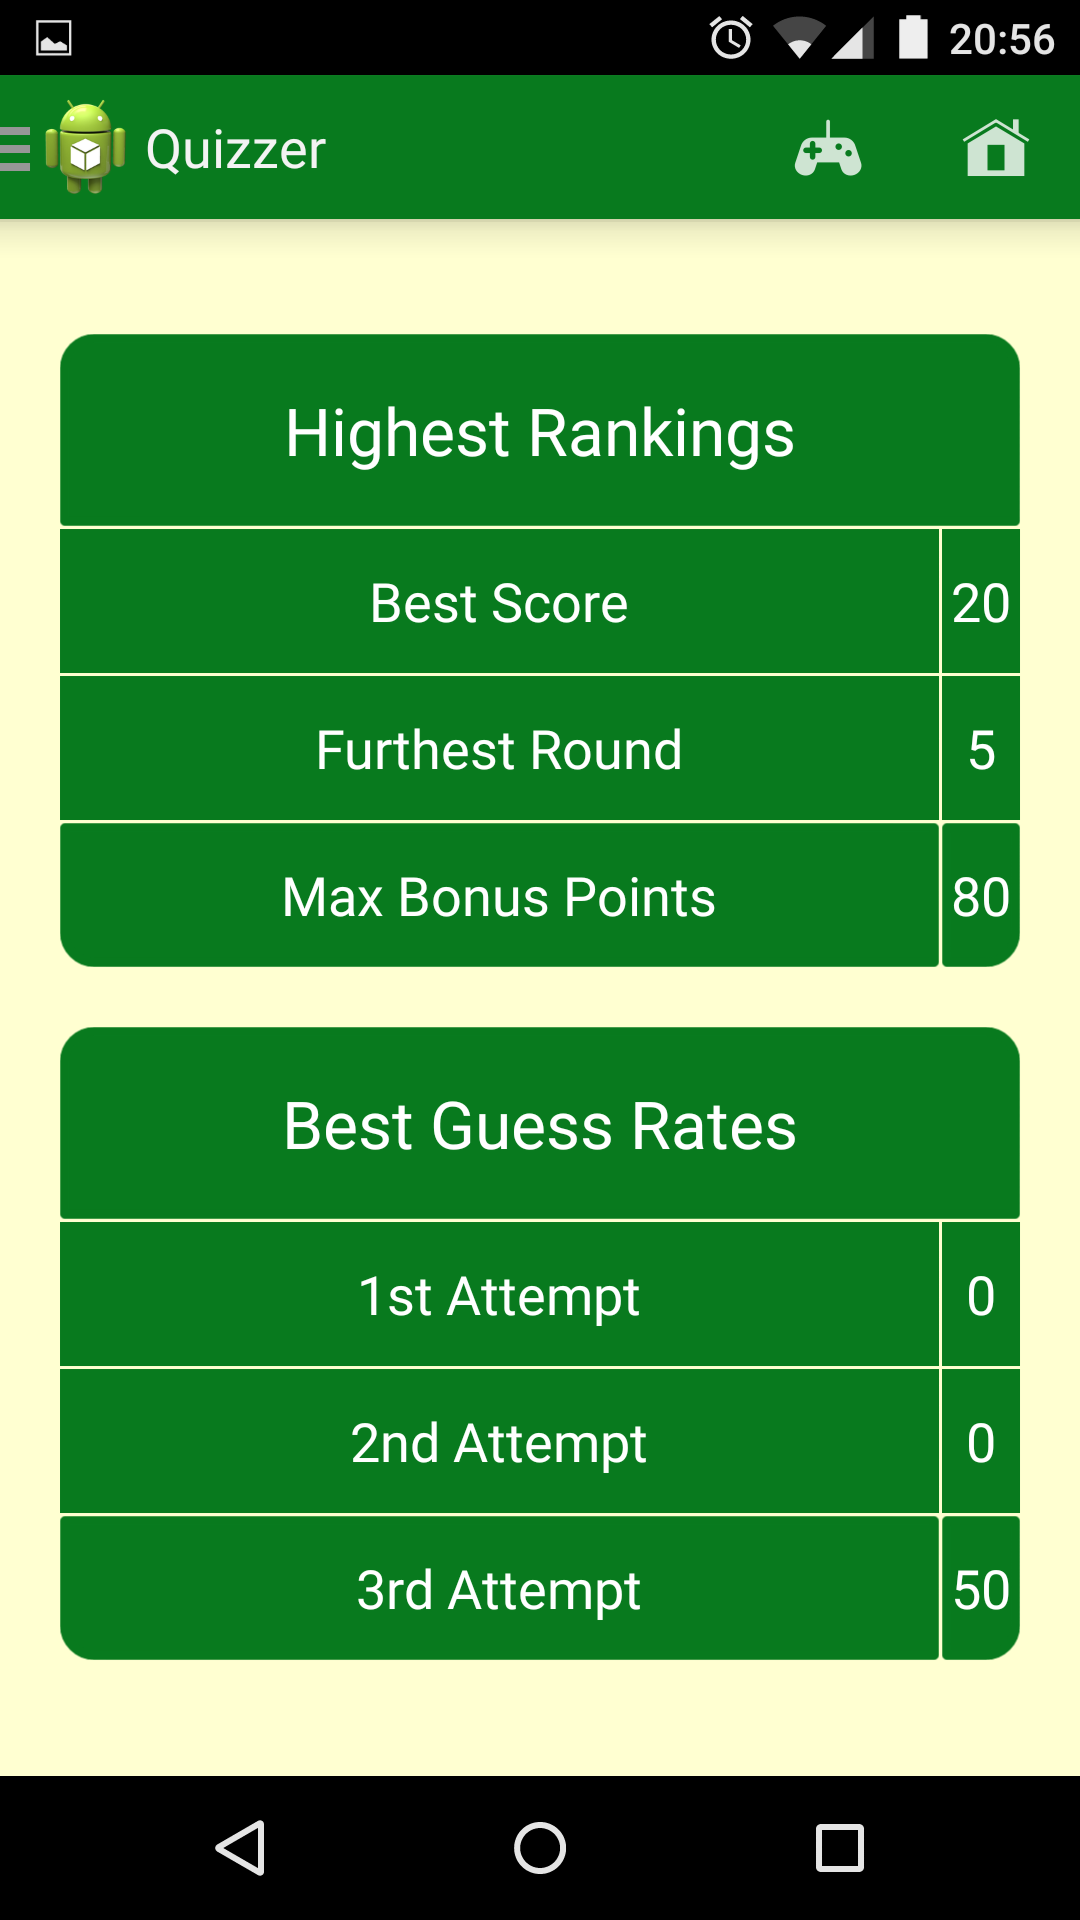 20:56
Quizzer
Highest Rankings
Best Score 20
Furthest Round 5
Max Bonus Points 80
Best Guess Rates
1st Attempt 0
2nd Attempt 0
3rd Attempt 50